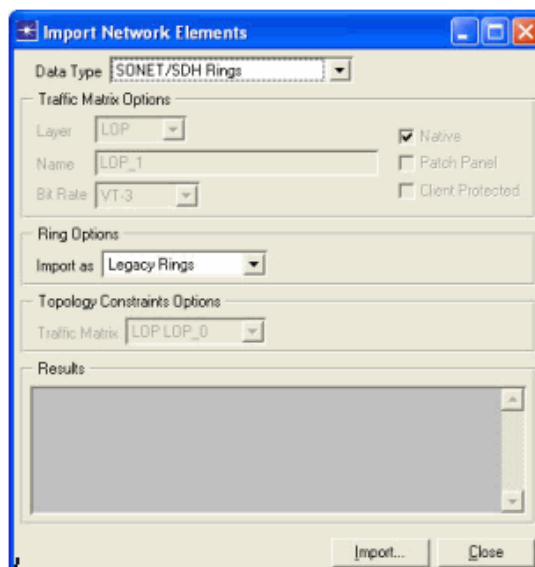 Import Network Elements
Data Type SONET/SDH Rings
Traffic Matrix Options
Layer LOP
Native
Name LOP_1
Patch Panel
Bit Rate VT-3
Client Protected
Ring Options
Import as Legacy Rings
Topology Constraints Options
Traffic Matrix LOP LOP_0
Results
Import... Close